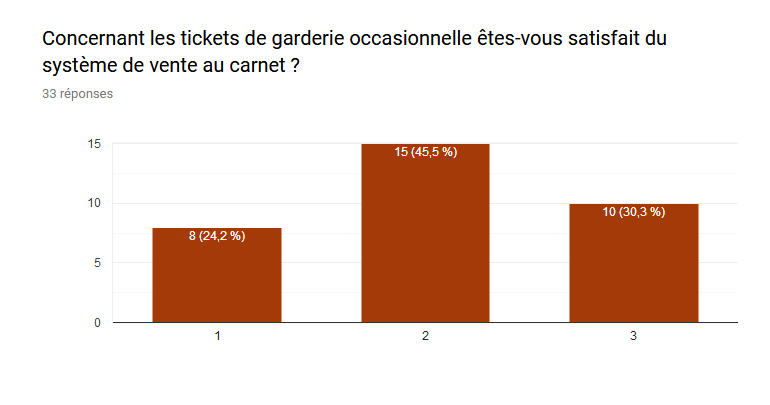 Concernant les tickets de garderie occasionnelle êtes-vous satisfait du
système de vente au carnet ?
33 réponses
15
10
5
0
8 (24,2 %)
15 (45,5 %)
10 (30,3 %)
1
2
3